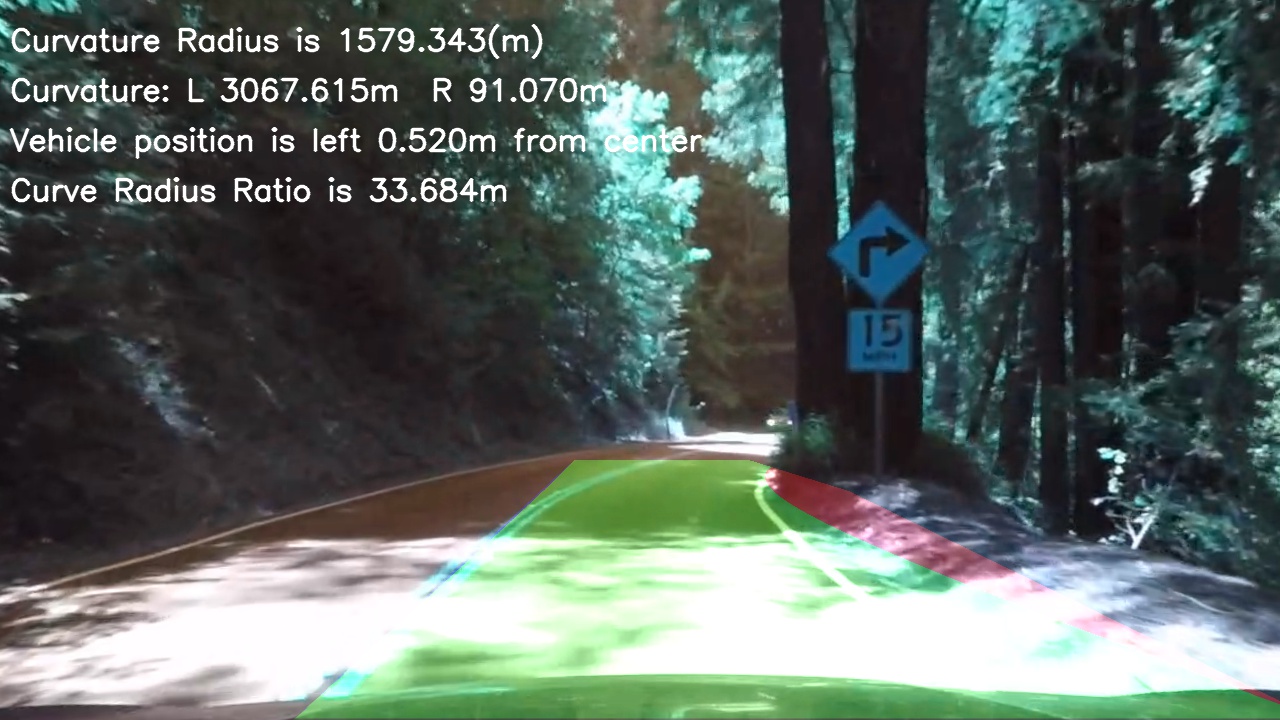 Curvature Radius is 1579.343(m)
Curvature: L 3067.615m R 91.070m
Vehicle position is left 0.520m from center
Curve Radius Ratio is 33.684m
15
MPH